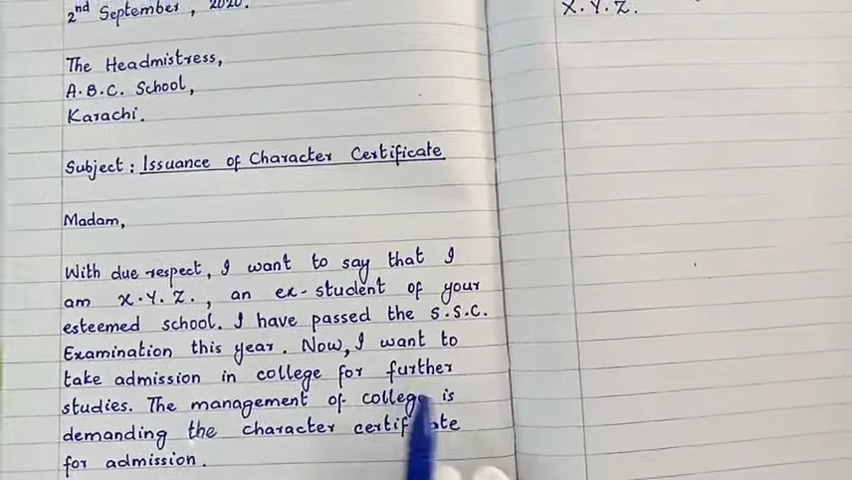 2nd September, 2020.
The Headmistress,
A.B.C. School,
Karachi.
Subject: Issuance of Character Certificate
Madam,
With due respect, I want to say that I
am X.Y.Z., an ex-student of your
esteemed school. I have passed the S.S.C.
Examination this year. Now, I want to
take admission in college for further
studies. The management of college is
demanding the character certificate
for admission.
X.Y.Z.